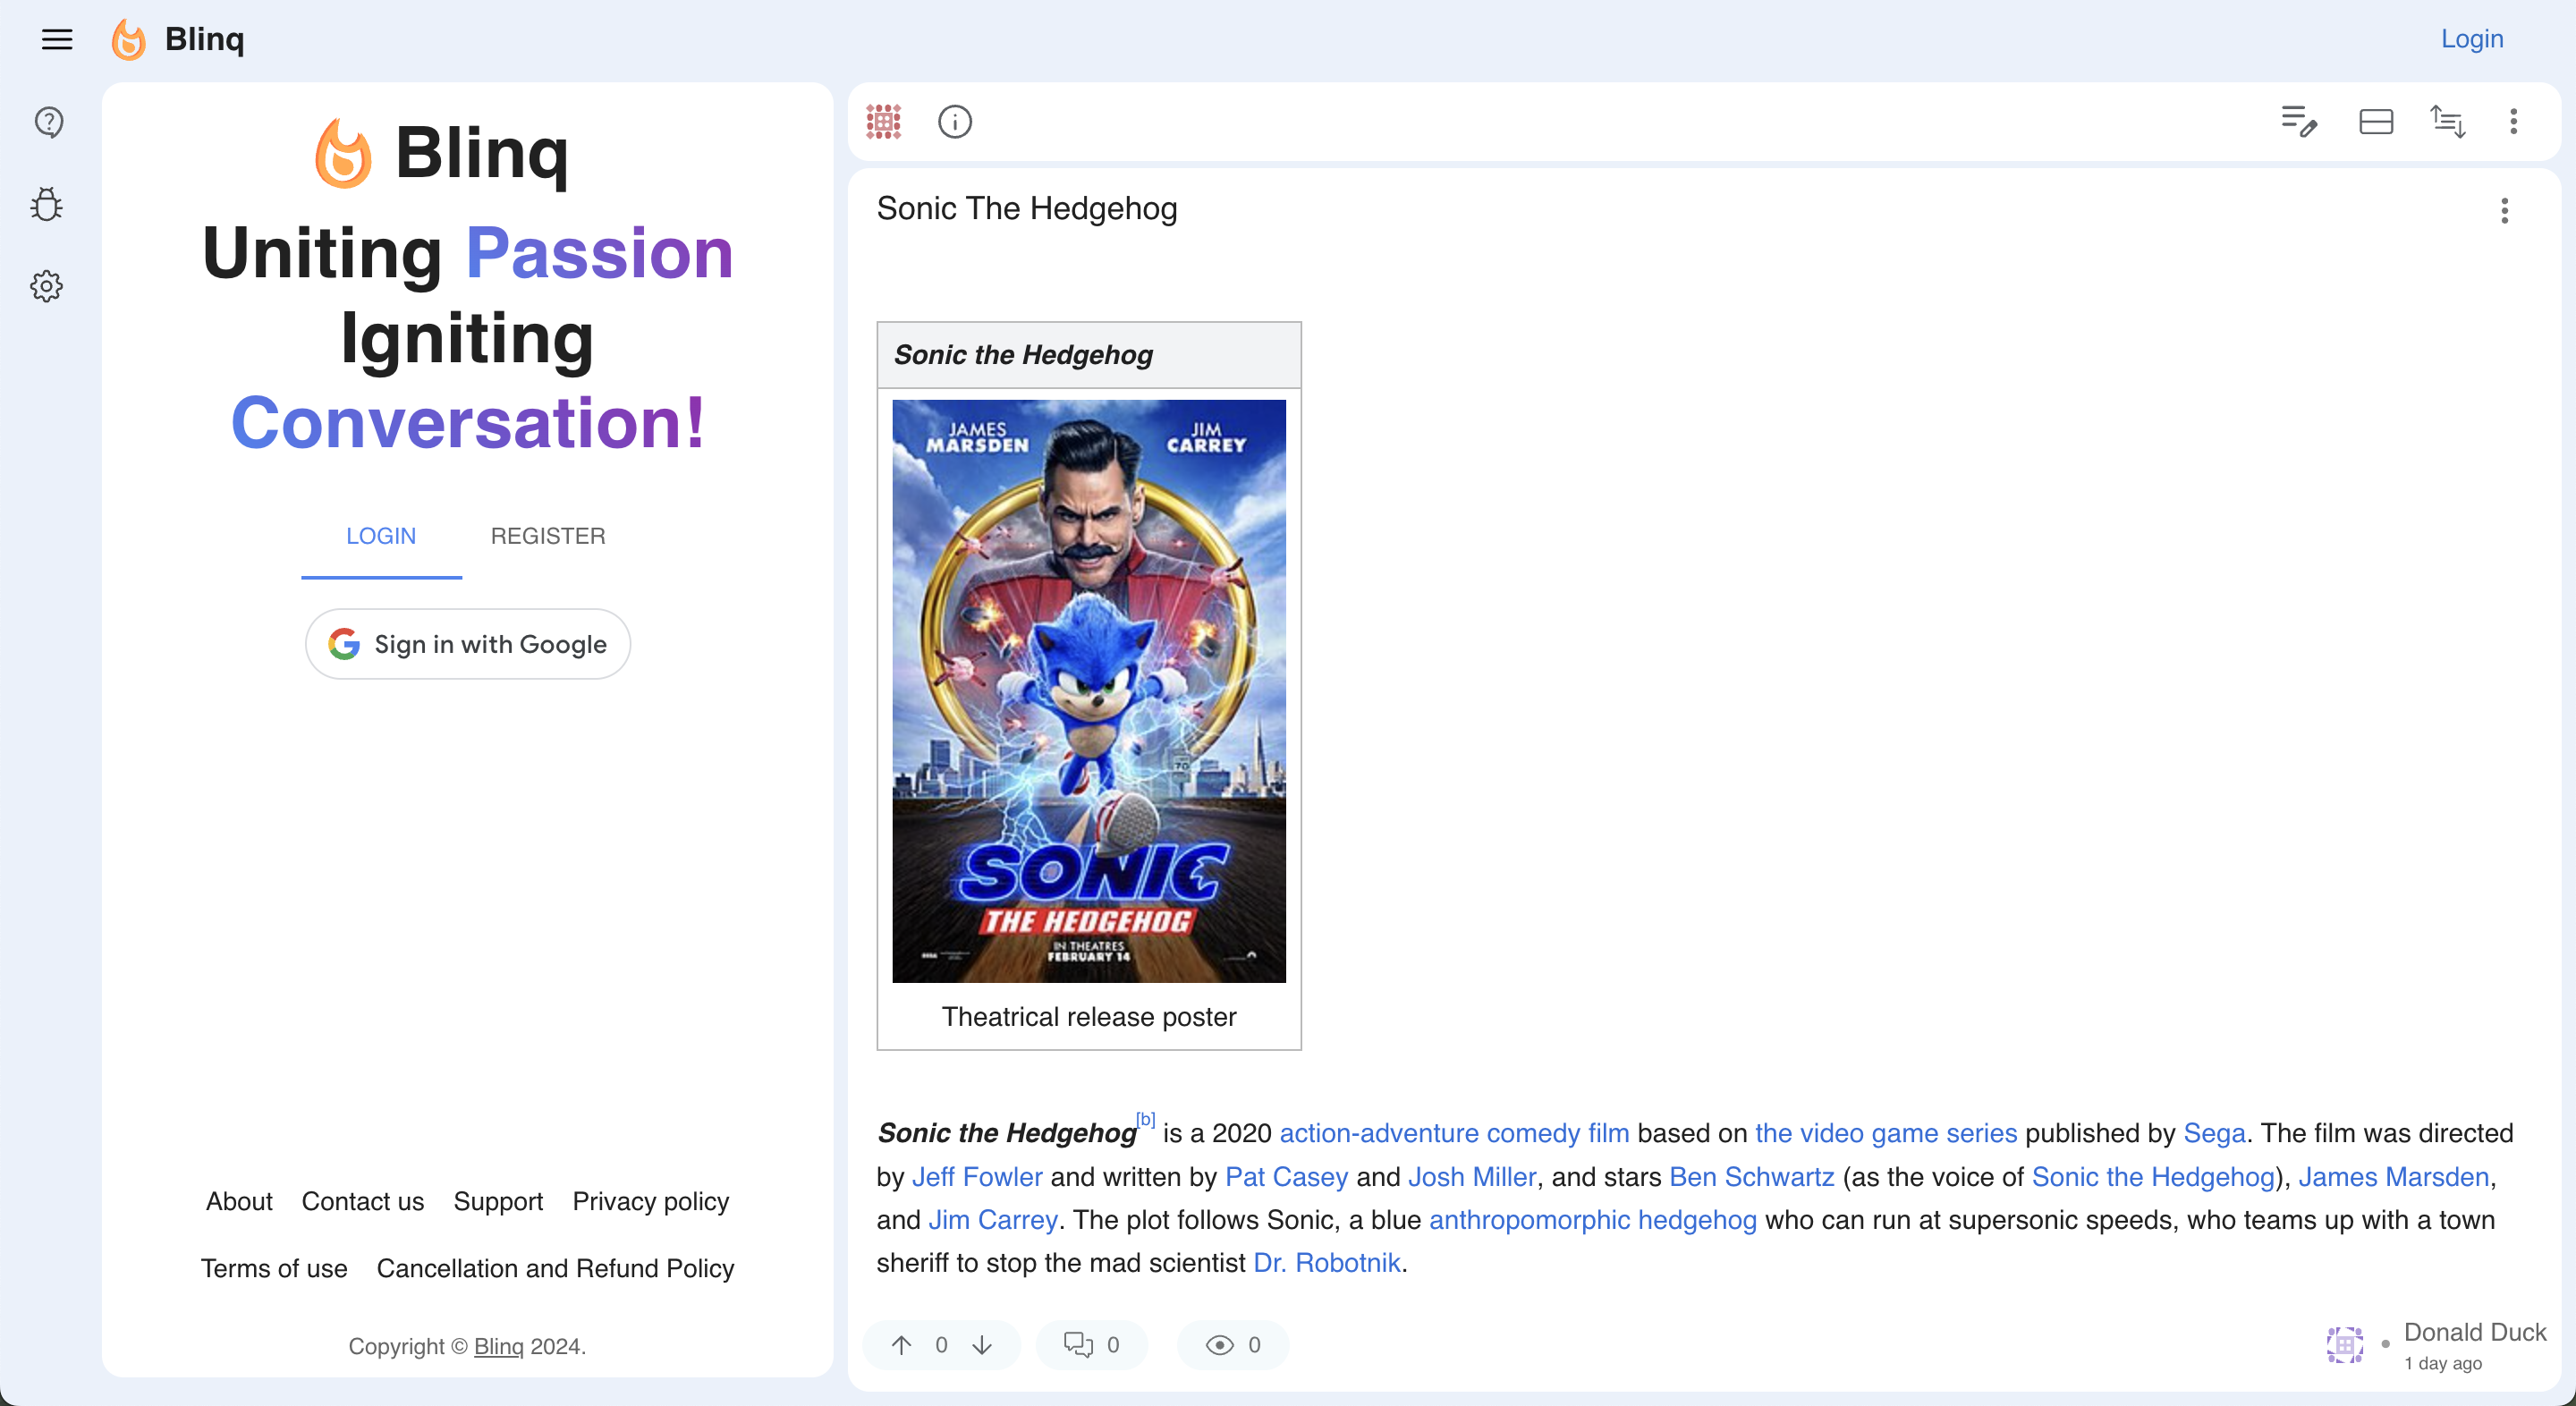 Blinq
Login
Blinq
Uniting Passion
Igniting
Conversation!
LOGIN
REGISTER
Sign in with Google
About
Contact us
Support
Privacy policy
Terms of use
Cancellation and Refund Policy
Copyright © Blinq 2024.
Sonic The Hedgehog
Sonic the Hedgehog
JAMES
MARSDEN
JIM
CARREY
70
SONIC
THE HEDGEHOG
IN THEATRES
FEBRUARY 14
Theatrical release poster
Sonic the Hedgehog[b] is a 2020 action-adventure comedy film based on the video game series published by Sega. The film was directed
by Jeff Fowler and written by Pat Casey and Josh Miller, and stars Ben Schwartz (as the voice of Sonic the Hedgehog), James Marsden,
and Jim Carrey. The plot follows Sonic, a blue anthropomorphic hedgehog who can run at supersonic speeds, who teams up with a town
sheriff to stop the mad scientist Dr. Robotnik.
0
0
0
Donald Duck
1 day ago